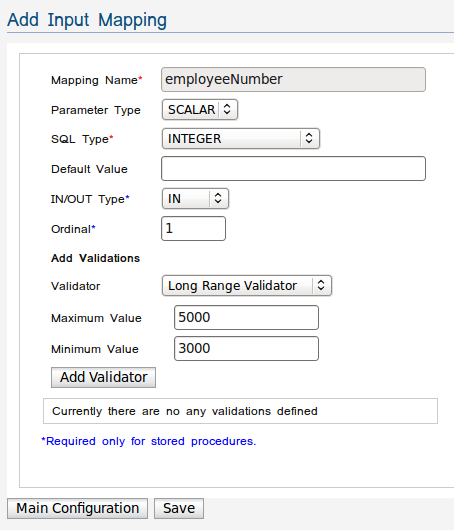 Add Input Mapping
Mapping Name* employeeNumber
Parameter Type SCALAR
SQL Type* INTEGER
Default Value
IN/OUT Type* IN
Ordinal* 1
Add Validations
Validator Long Range Validator
Maximum Value 5000
Minimum Value 3000
Add Validator
Currently there are no any validations defined
*Required only for stored procedures.
Main Configuration Save